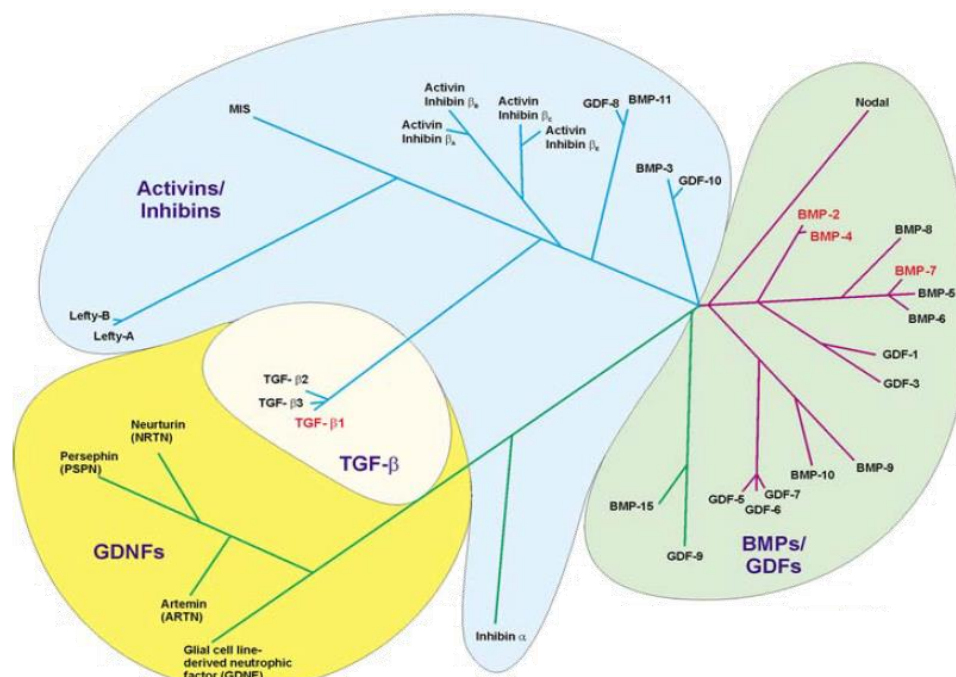 MIS
Activin
Inhibin βB
Activin
Inhibin βA
Activin
Inhibin βC
Activin
Inhibin βE
GDF-8
BMP-11
BMP-3
GDF-10
Activins/
Inhibins
Lefty-B
Lefty-A
Nodal
BMP-2
BMP-4
BMP-8
BMP-7
BMP-5
BMP-6
GDF-1
GDF-3
BMP-9
BMP-10
GDF-5
GDF-7
GDF-6
BMP-15
GDF-9
BMPs/
GDFs
TGF- β2
TGF- β3
TGF- β1
TGF-β
Neurturin
(NRTN)
Persephin
(PSPN)
GDNFs
Artemin
(ARTN)
Glial cell line-
derived neutrophic
factor (GDNF)
Inhibin α